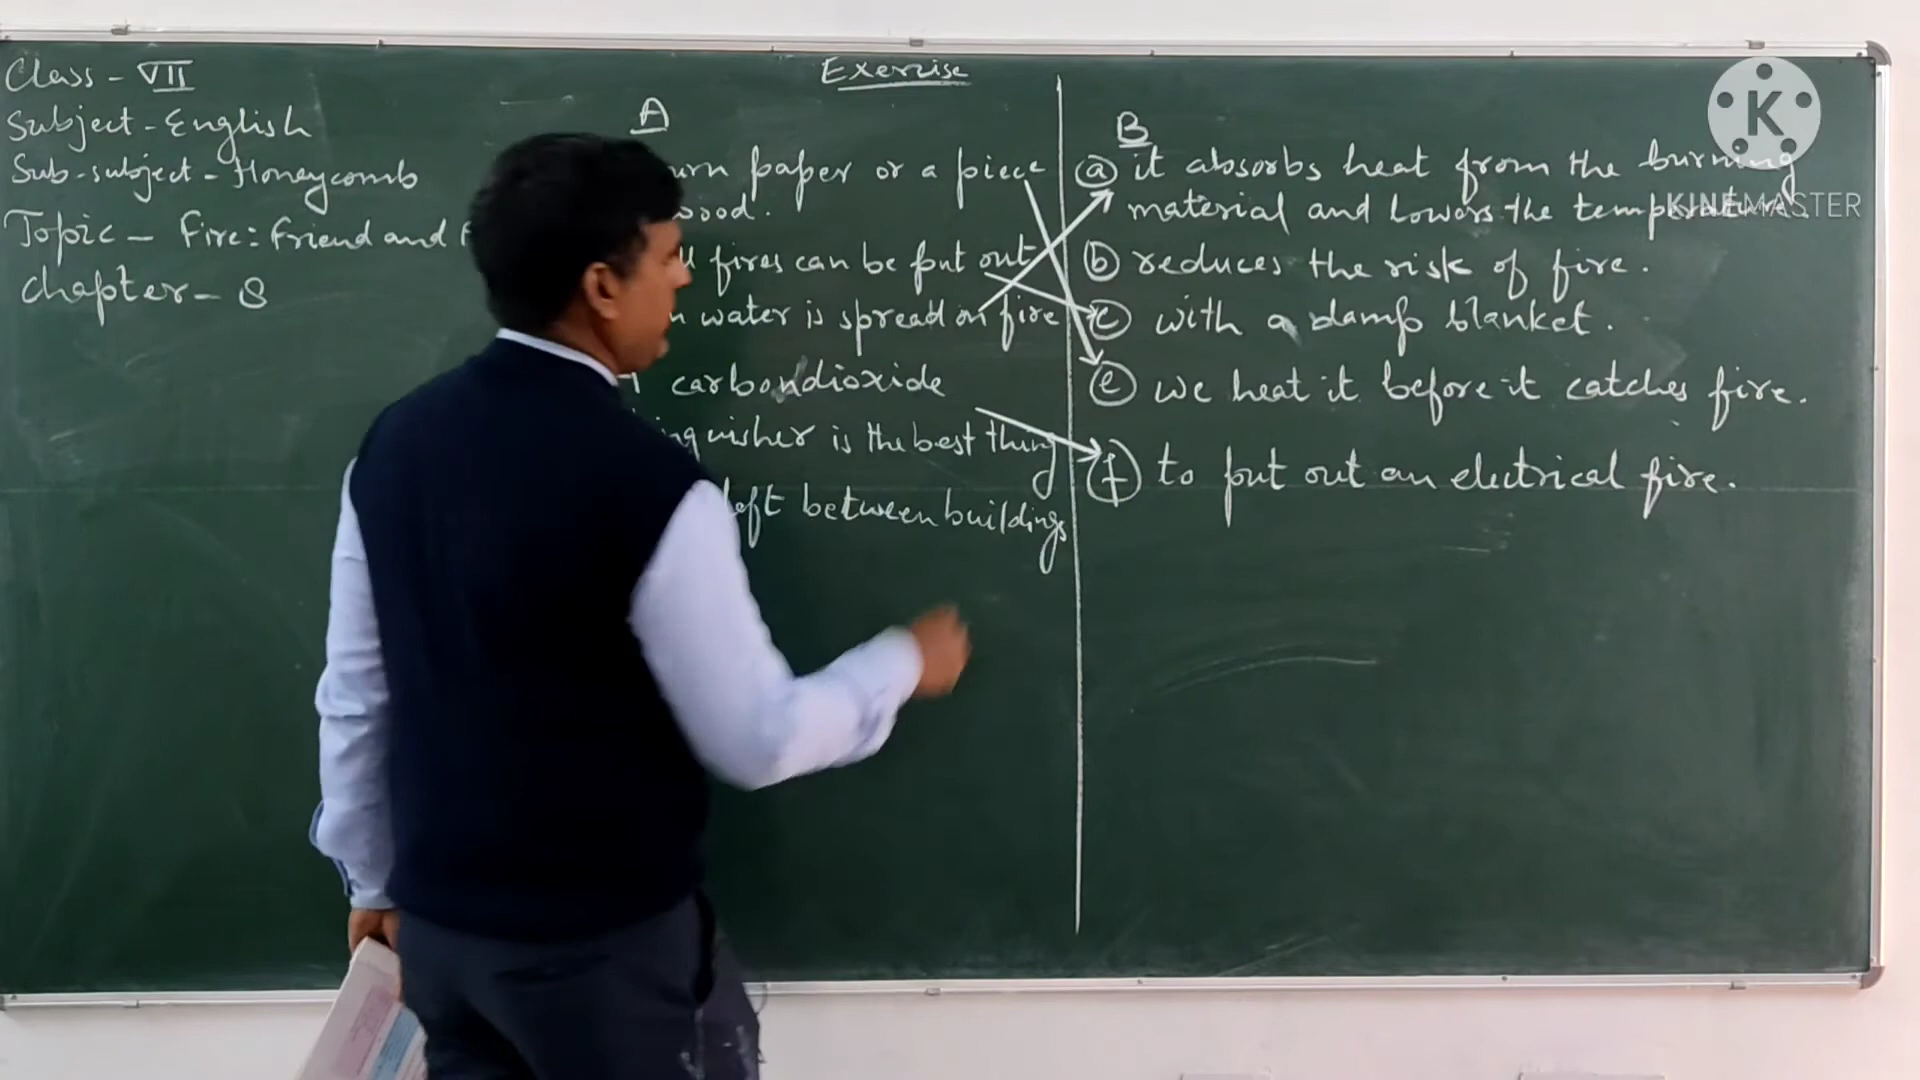 Class - VII
Subject - English
Sub-subject - Honeycomb
Topic - Fire: Friend and
Chapter - 8
Exercise
A
paper or a piece
wood.
fires can be put out
water is spread on fire
carbondioxide
is the best thing
left between buildings
B
a it absorbs heat from the burning
material and lowers the temperature
b reduces the risk of fire.
c with a damp blanket.
e we heat it before it catches fire.
f to put out an electrical fire.
K
KINEMASTER